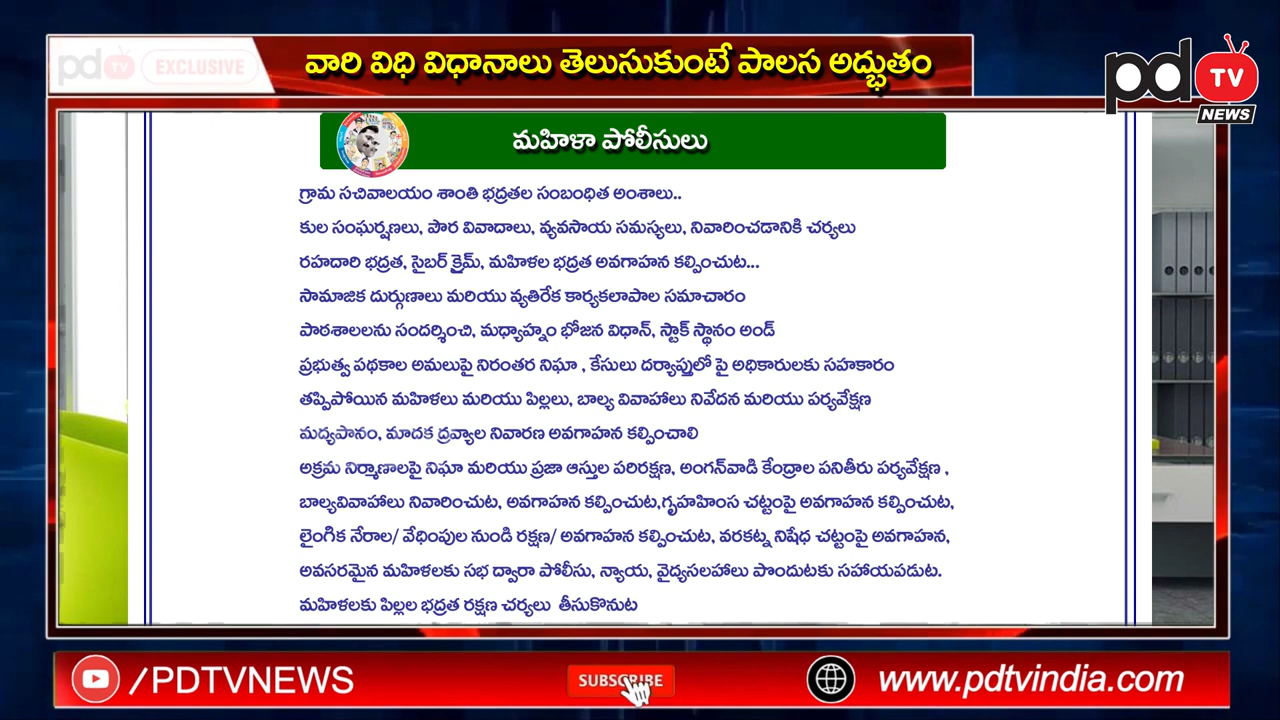 pd TV EXCLUSIVE
వారి విధి విధానాలు తెలుసుకుంటే పాలస అద్భుతం
pd TV NEWS
మహిళా పోలీసులు
గ్రామ సచివాలయం శాంతి భద్రతల సంబంధిత అంశాలు..
కుల సంఘర్షణలు, పౌర వివాదాలు, వ్యవసాయ సమస్యలు, నివారించడానికి చర్యలు
రహదారి భద్రత, సైబర్ క్రైమ్, మహిళల భద్రత అవగాహన కల్పించుట...
సామాజిక దుర్గుణాలు మరియు వ్యతిరేక కార్యకలాపాల సమాచారం
పాఠశాలలను సందర్శించి, మధ్యాహ్నం భోజన విధాన్, స్టాక్ స్థానం అండ్
ప్రభుత్వ పథకాల అమలుపై నిరంతర నిఘా , కేసులు దర్యాప్తులో పై అధికారులకు సహకారం
తప్పిపోయిన మహిళలు మరియు పిల్లలు, బాల్య వివాహాలు నివేదన మరియు పర్యవేక్షణ
మద్యపానం, మాదక ద్రవ్యాల నివారణ అవగాహన కల్పించాలి
అక్రమ నిర్మాణాలపై నిఘా మరియు ప్రజా ఆస్తుల పరిరక్షణ, అంగన్‌వాడి కేంద్రాల పనితీరు పర్యవేక్షణ ,
బాల్యవివాహాలు నివారించుట, అవగాహన కల్పించుట,గృహహింస చట్టంపై అవగాహన కల్పించుట,
లైంగిక నేరాల/ వేధింపుల నుండి రక్షణ/ అవగాహన కల్పించుట, వరకట్న నిషేధ చట్టంపై అవగాహన,
అవసరమైన మహిళలకు సభ ద్వారా పోలీసు, న్యాయ, వైద్యసలహాలు పొందుటకు సహాయపడుట.
మహిళలకు పిల్లల భద్రత రక్షణ చర్యలు తీసుకొనుట
/PDTVNEWS
SUBSCRIBE
www.pdtvindia.com